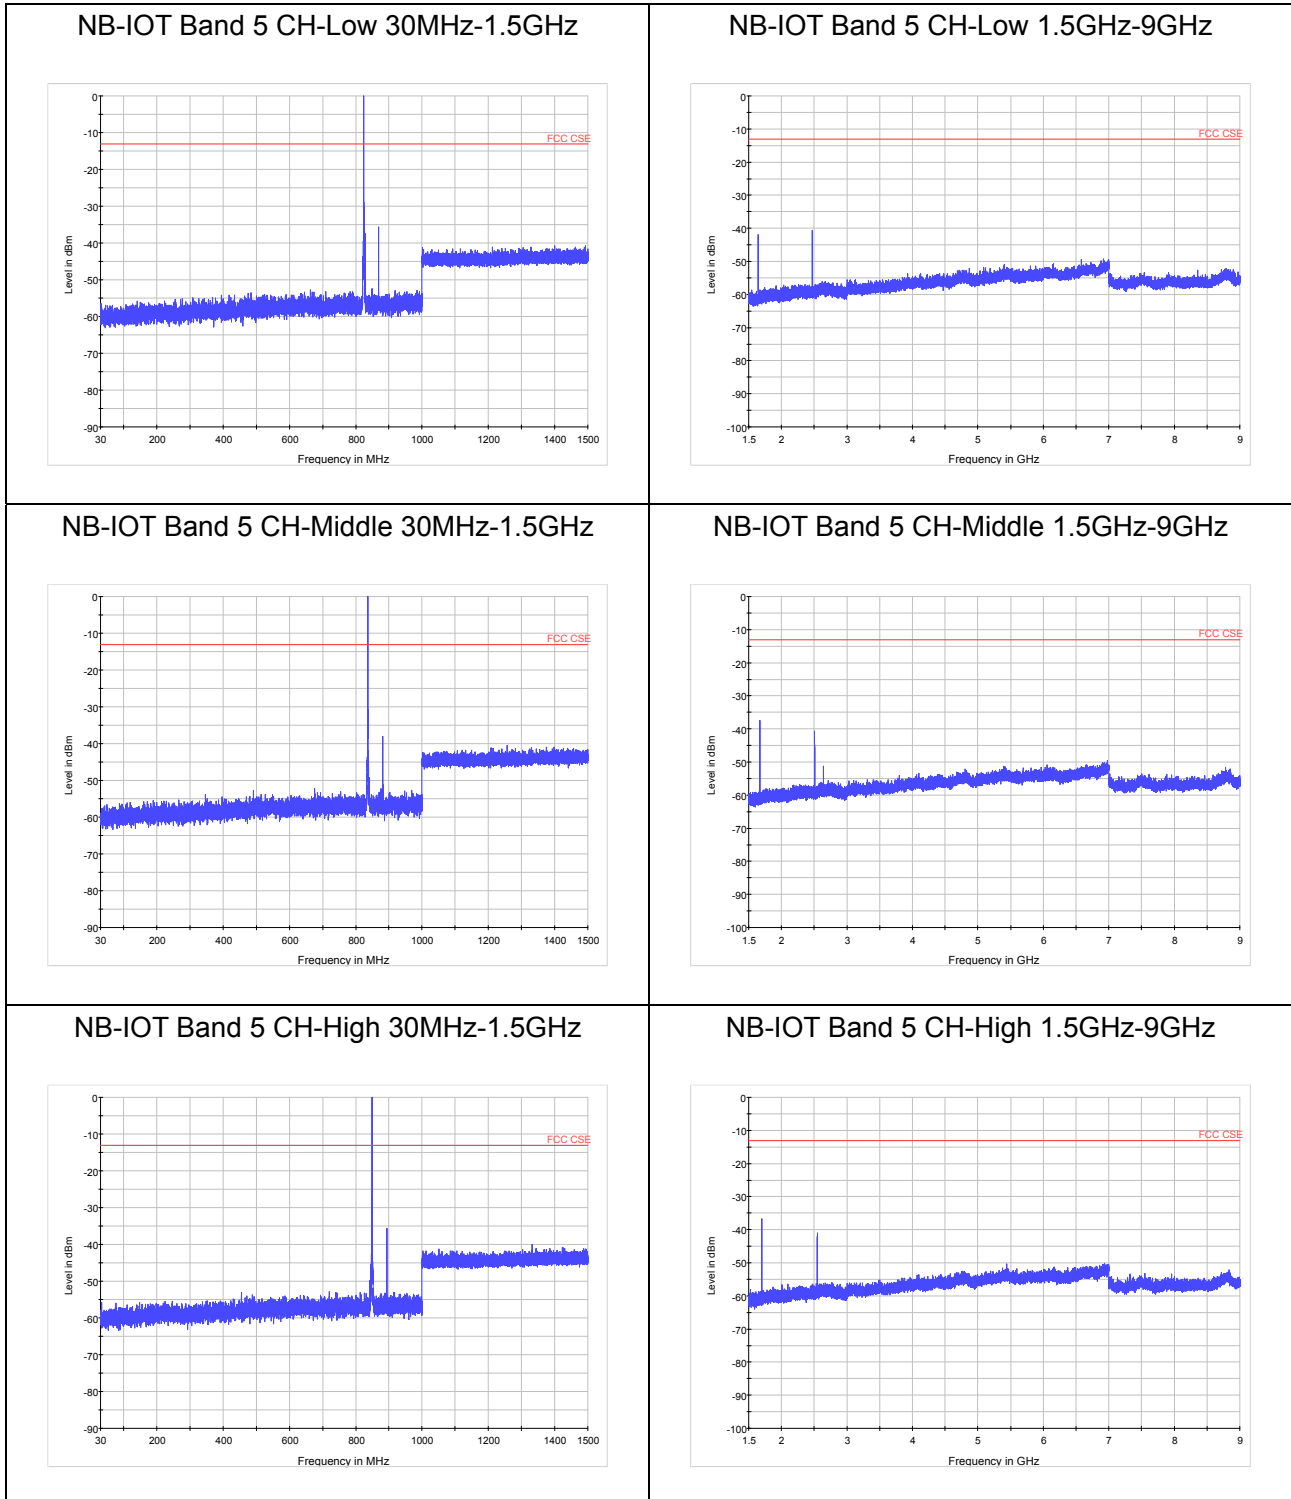 NB-IOT Band 5 CH-Low 30MHz-1.5GHz
0
-10
-20
-30
-40
-50
-60
-70
-80
-90
Level in dBm
FCC CSE
30 200 400 600 800 1000 1200 1400 1500
Frequency in MHz
NB-IOT Band 5 CH-Low 1.5GHz-9GHz
0
-10
-20
-30
-40
-50
-60
-70
-80
-90
-100
Level in dBm
FCC CSE
1.5 2 3 4 5 6 7 8 9
Frequency in GHz
NB-IOT Band 5 CH-Middle 30MHz-1.5GHz
0
-10
-20
-30
-40
-50
-60
-70
-80
-90
Level in dBm
FCC CSE
30 200 400 600 800 1000 1200 1400 1500
Frequency in MHz
NB-IOT Band 5 CH-Middle 1.5GHz-9GHz
0
-10
-20
-30
-40
-50
-60
-70
-80
-90
-100
Level in dBm
FCC CSE
1.5 2 3 4 5 6 7 8 9
Frequency in GHz
NB-IOT Band 5 CH-High 30MHz-1.5GHz
0
-10
-20
-30
-40
-50
-60
-70
-80
-90
Level in dBm
FCC CSE
30 200 400 600 800 1000 1200 1400 1500
Frequency in MHz
NB-IOT Band 5 CH-High 1.5GHz-9GHz
0
-10
-20
-30
-40
-50
-60
-70
-80
-90
-100
Level in dBm
FCC CSE
1.5 2 3 4 5 6 7 8 9
Frequency in GHz